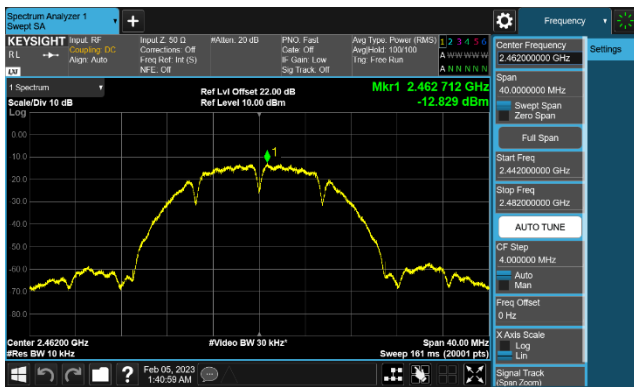 Spectrum Analyzer 1
Swept SA
+
Frequency
KEYSIGHT
Input: RF
Coupling: DC
Align: Auto
RL
LXI
Input Z: 50 Ω
Corrections: Off
Freq Ref: Int (S)
NFE: Off
#Atten: 20 dB
PNO: Fast
Gate: Off
IF Gain: Low
Sig Track: Off
Avg Type: Power (RMS)
Avg|Hold: 100/100
Trig: Free Run
1 2 3 4 5 6
A W W W W W
A N N N N N
1 Spectrum
Scale/Div 10 dB
Log
Ref Lvl Offset 22.00 dB
Ref Level 10.00 dBm
Mkr1 2.462 712 GHz
-12.829 dBm
0.00
-10.0
-20.0
-30.0
-40.0
-50.0
-60.0
-70.0
-80.0
1
Center 2.46200 GHz
#Res BW 10 kHz
#Video BW 30 kHz*
Span 40.00 MHz
Sweep 161 ms (20001 pts)
Center Frequency
2.462000000 GHz
Settings
Span
40.0000000 MHz
Swept Span
Zero Span
Full Span
Start Freq
2.442000000 GHz
Stop Freq
2.482000000 GHz
AUTO TUNE
CF Step
4.000000 MHz
Auto
Man
Freq Offset
0 Hz
X Axis Scale
Log
Lin
Signal Track
(Span Zoom)
?
Feb 05, 2023
1:40:59 AM